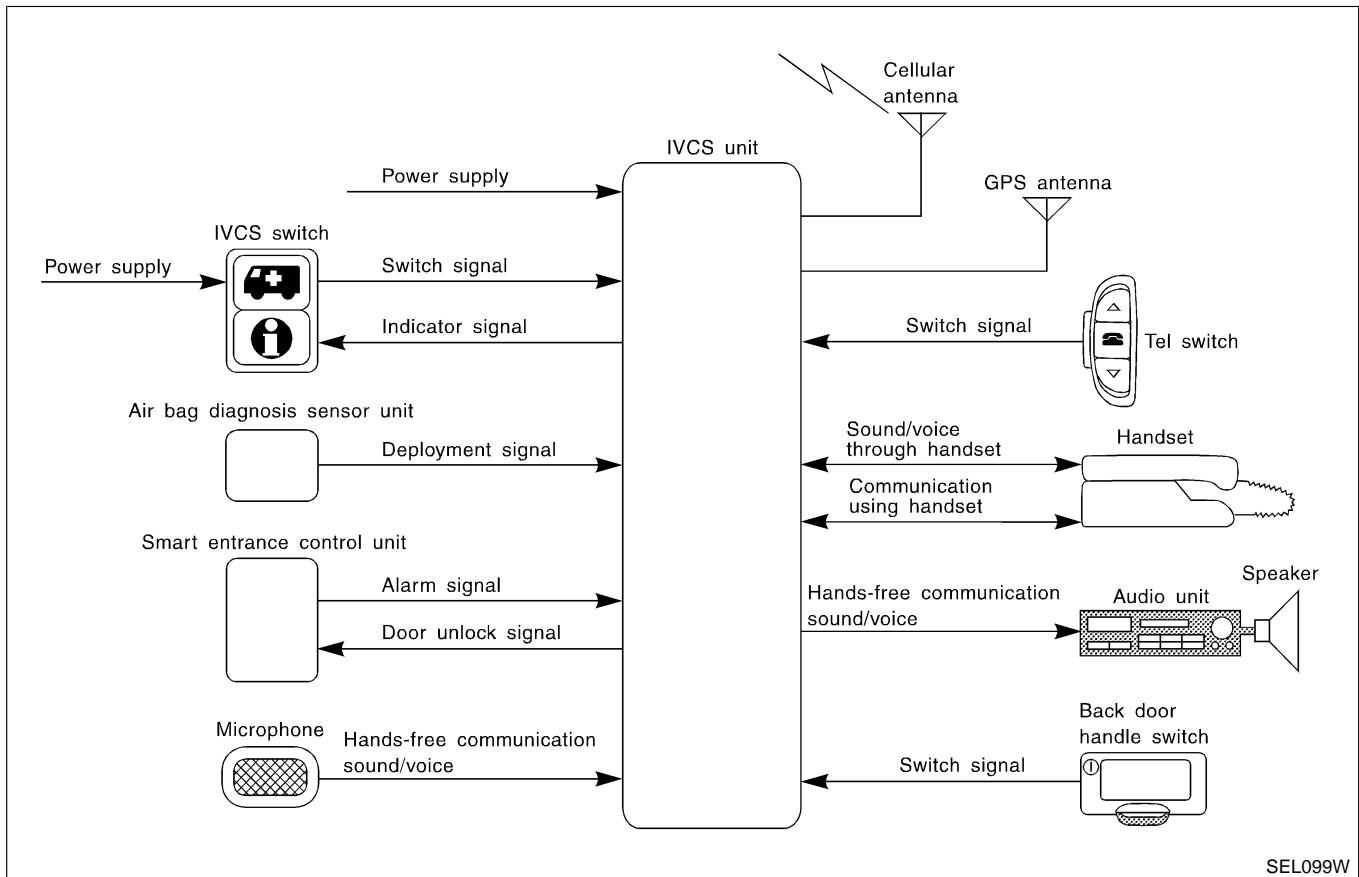 Cellular
antenna
IVCS unit
Power supply
GPS antenna
IVCS switch
Power supply
Switch signal
Indicator signal
Switch signal
Tel switch
Air bag diagnosis sensor unit
Deployment signal
Sound/voice
through handset
Handset
Communication
using handset
Smart entrance control unit
Alarm signal
Door unlock signal
Hands-free communication
sound/voice
Audio unit
Speaker
Microphone
Hands-free communication
sound/voice
Back door
handle switch
Switch signal
SEL099W